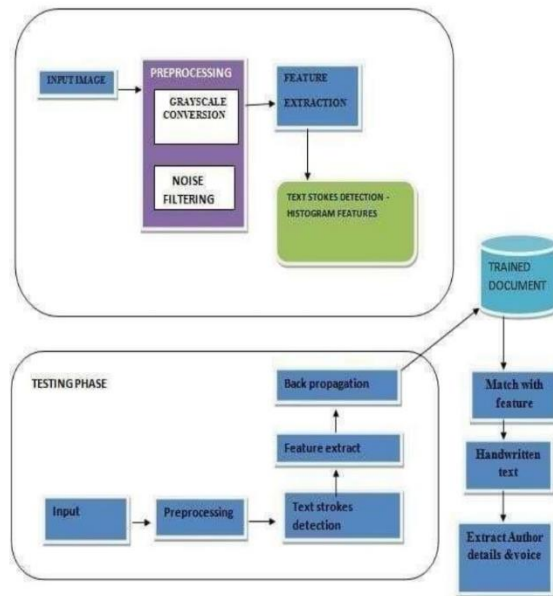 INPUT IMAGE
PREPROCESSING
GRAYSCALE
CONVERSION
NOISE
FILTERING
FEATURE
EXTRACTION
TEXT STOKES DETECTION -
HISTOGRAM FEATURES
TRAINED
DOCUMENT
TESTING PHASE
Back propagation
Feature extract
Input
Preprocessing
Text strokes
detection
Match with
feature
Handwritten
text
Extract Author
details &voice